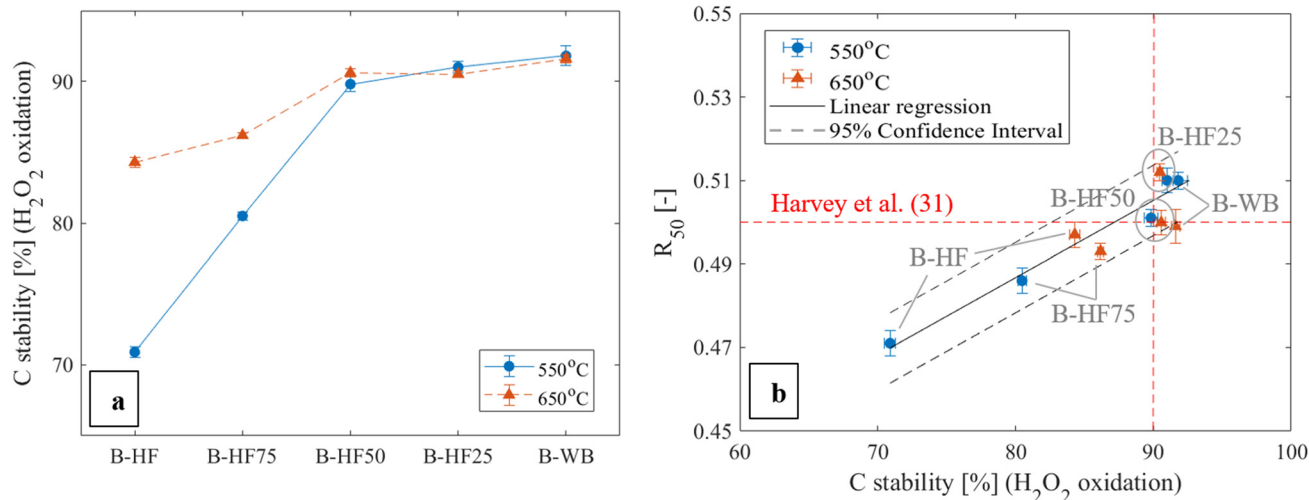 C stability [%] (H2O2 oxidation)
90
80
70
B-HF
B-HF75
B-HF50
B-HF25
B-WB
550°C
650°C
a
R50 [-]
0.55
0.53
0.51
0.49
0.47
0.45
60
70
80
90
100
C stability [%] (H2O2 oxidation)
550°C
650°C
Linear regression
95% Confidence Interval
B-HF25
Harvey et al. (31)
B-HF50
B-WB
B-HF
B-HF75
b